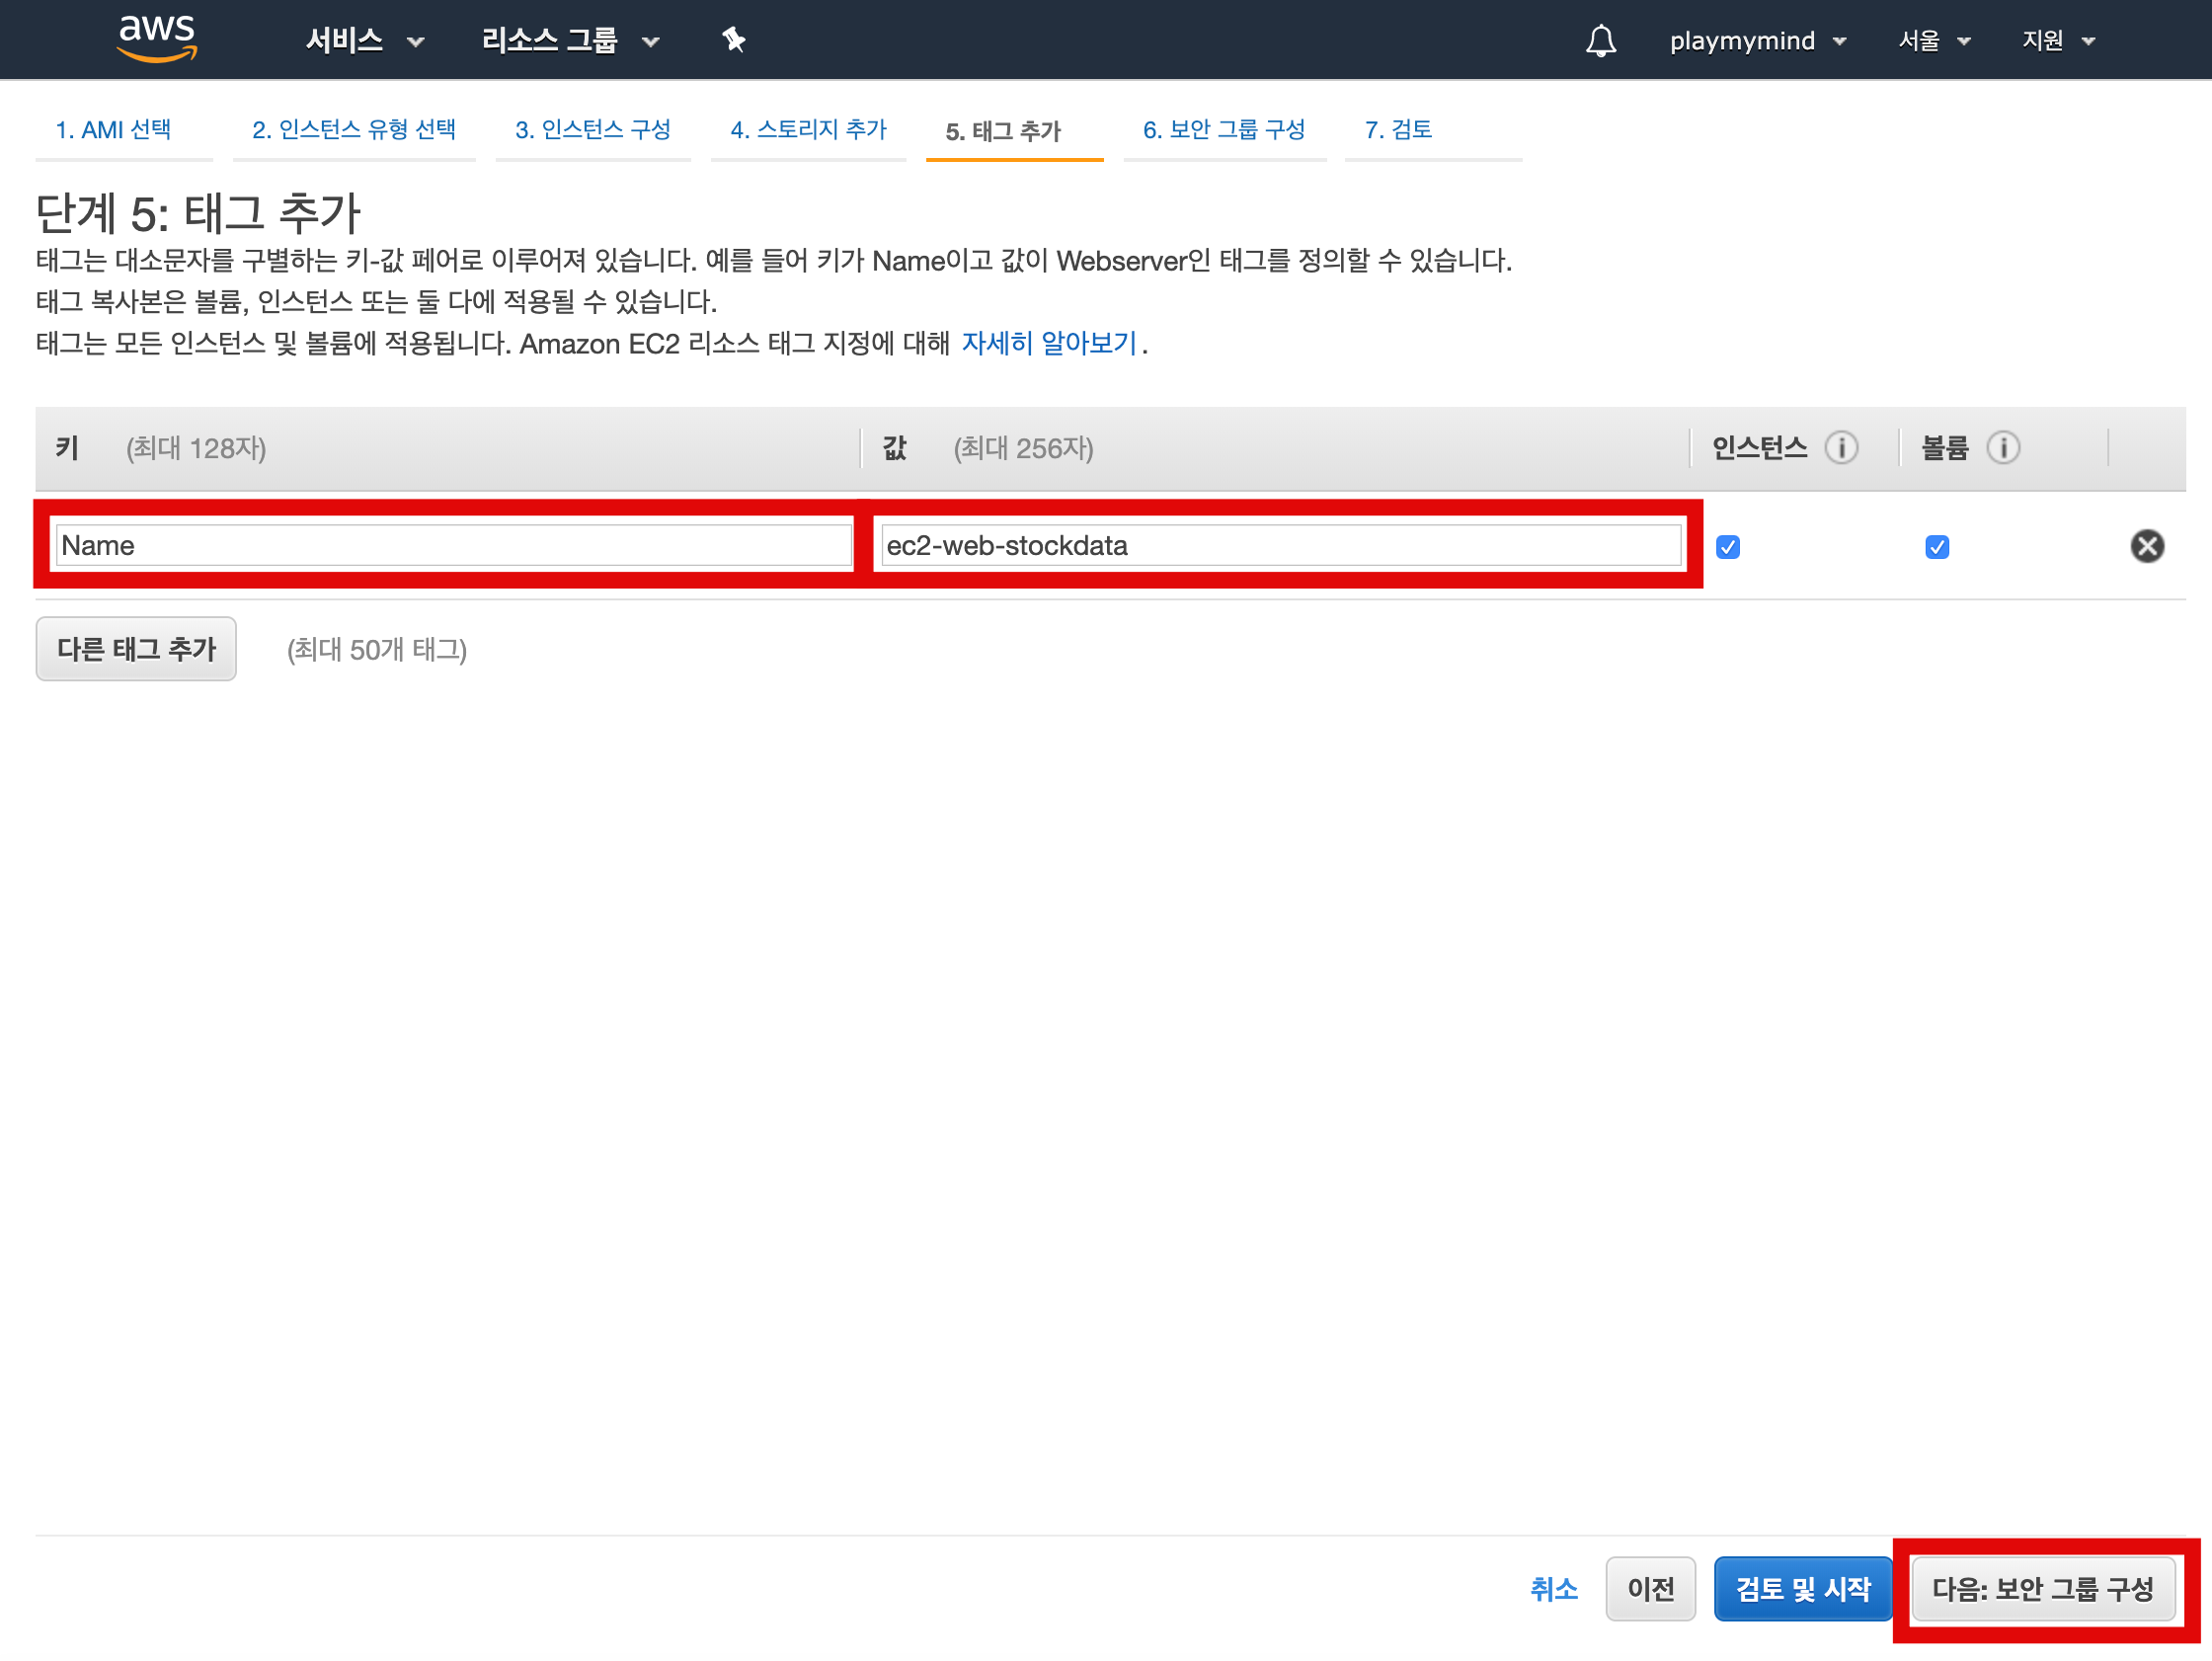 aws 서비스 리소스 그룹 playmymind 서울 지원
1. AMI 선택 2. 인스턴스 유형 선택 3. 인스턴스 구성 4. 스토리지 추가 5. 태그 추가 6. 보안 그룹 구성 7. 검토
단계 5: 태그 추가
태그는 대소문자를 구별하는 키-값 페어로 이루어져 있습니다. 예를 들어 키가 Name이고 값이 Webserver인 태그를 정의할 수 있습니다.
태그 복사본은 볼륨, 인스턴스 또는 둘 다에 적용될 수 있습니다.
태그는 모든 인스턴스 및 볼륨에 적용됩니다. Amazon EC2 리소스 태그 지정에 대해 자세히 알아보기.
키 (최대 128자) 값 (최대 256자) 인스턴스 볼륨
Name ec2-web-stockdata
다른 태그 추가 (최대 50개 태그)
취소 이전 검토 및 시작 다음: 보안 그룹 구성